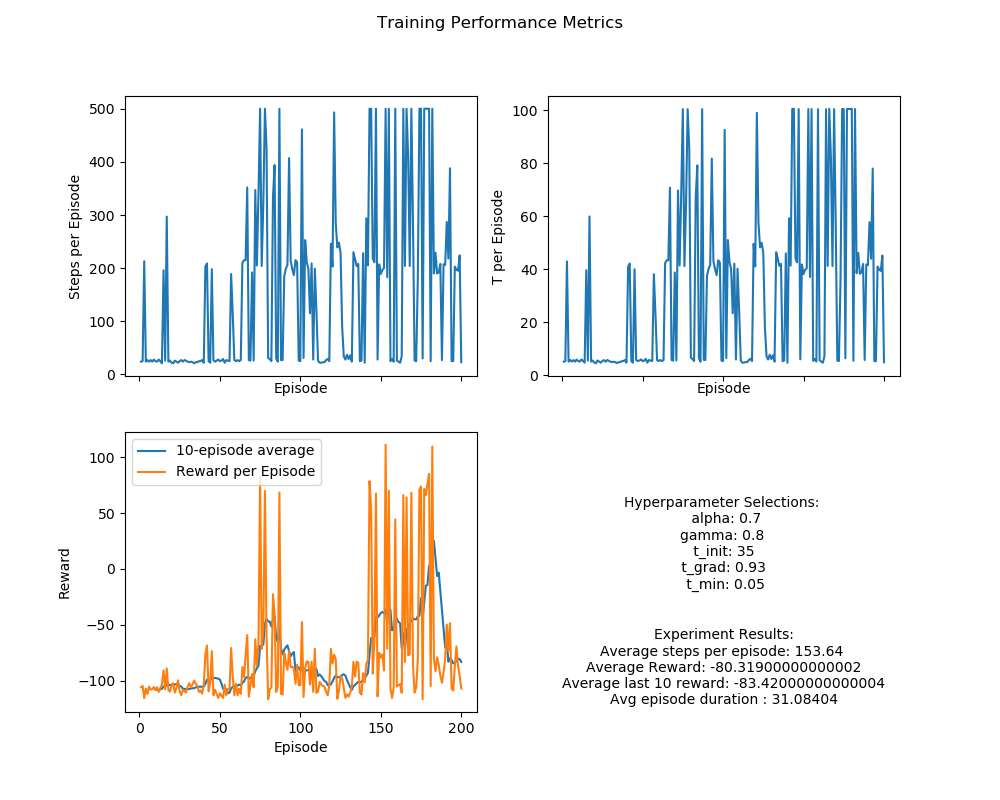 Training Performance Metrics
500
400
300
200
100
0
Steps per Episode
Episode
100
80
60
40
20
0
T per Episode
Episode
10-episode average
Reward per Episode
100
50
0
−50
−100
Reward
0
50
100
150
200
Episode
Hyperparameter Selections:
alpha: 0.7
gamma: 0.8
t_init: 35
t_grad: 0.93
t_min: 0.05
Experiment Results:
Average steps per episode: 153.64
Average Reward: -80.31900000000002
Average last 10 reward: -83.42000000000004
Avg episode duration : 31.08404